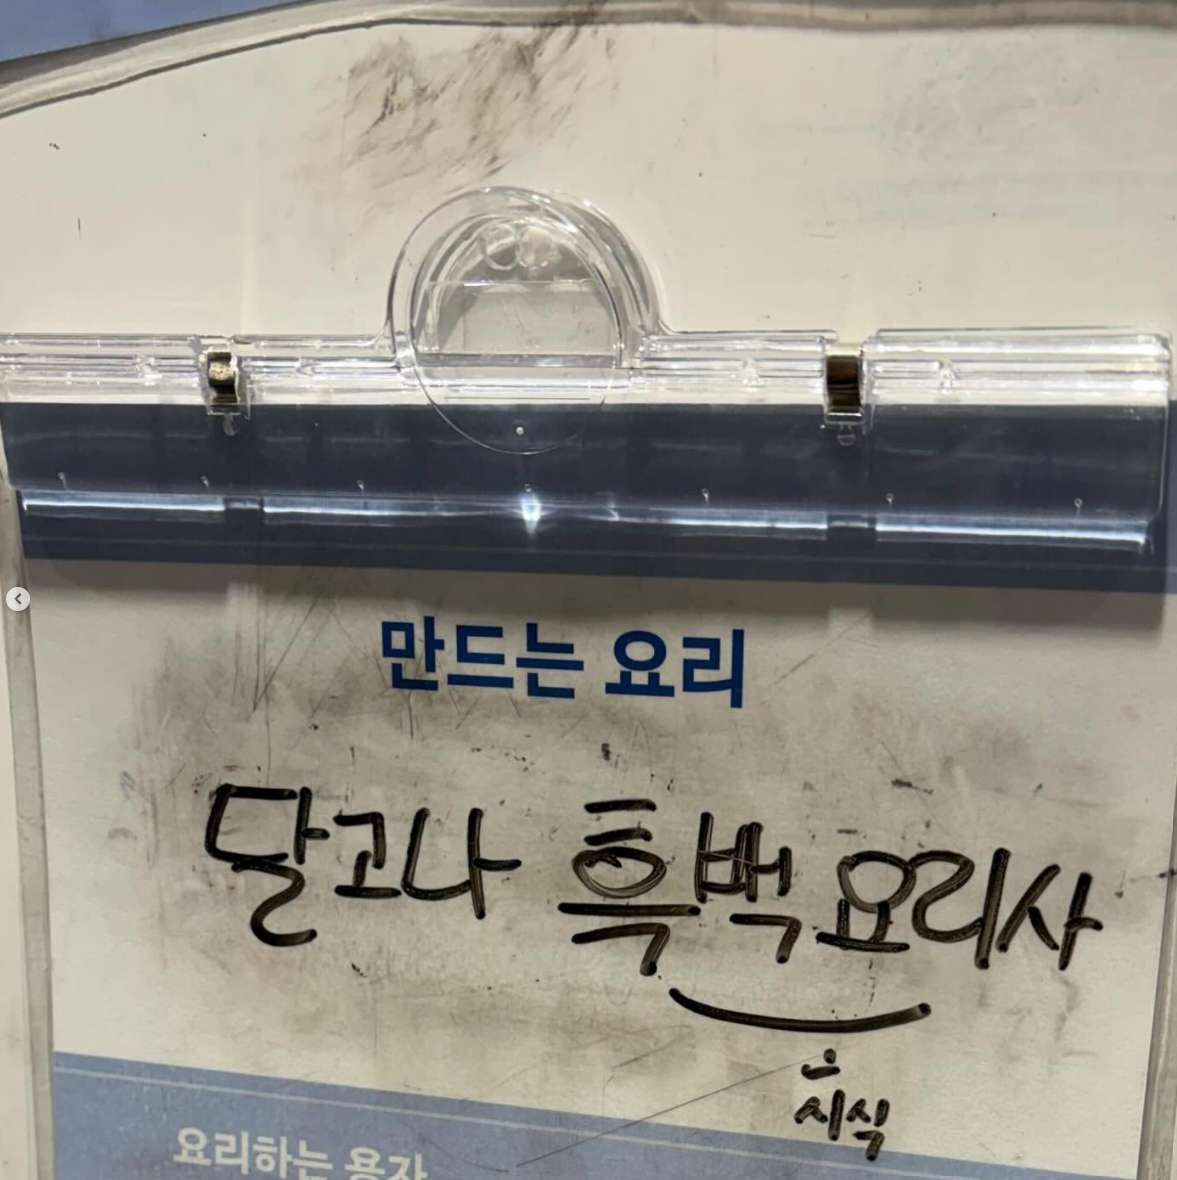 만드는 요리
달고나 흑백요리사
은
시식
요리하는 용자